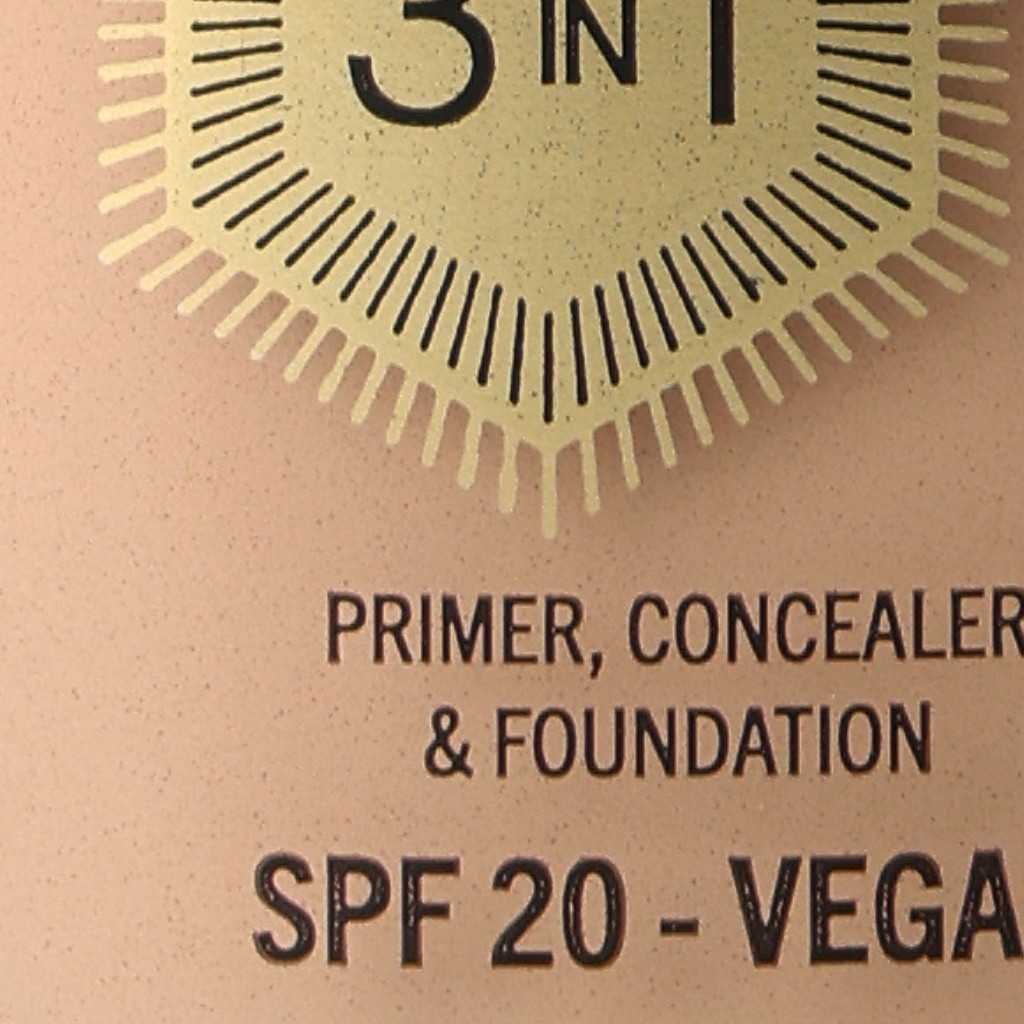 3 IN 1
PRIMER, CONCEALER
& FOUNDATION
SPF 20 - VEGA